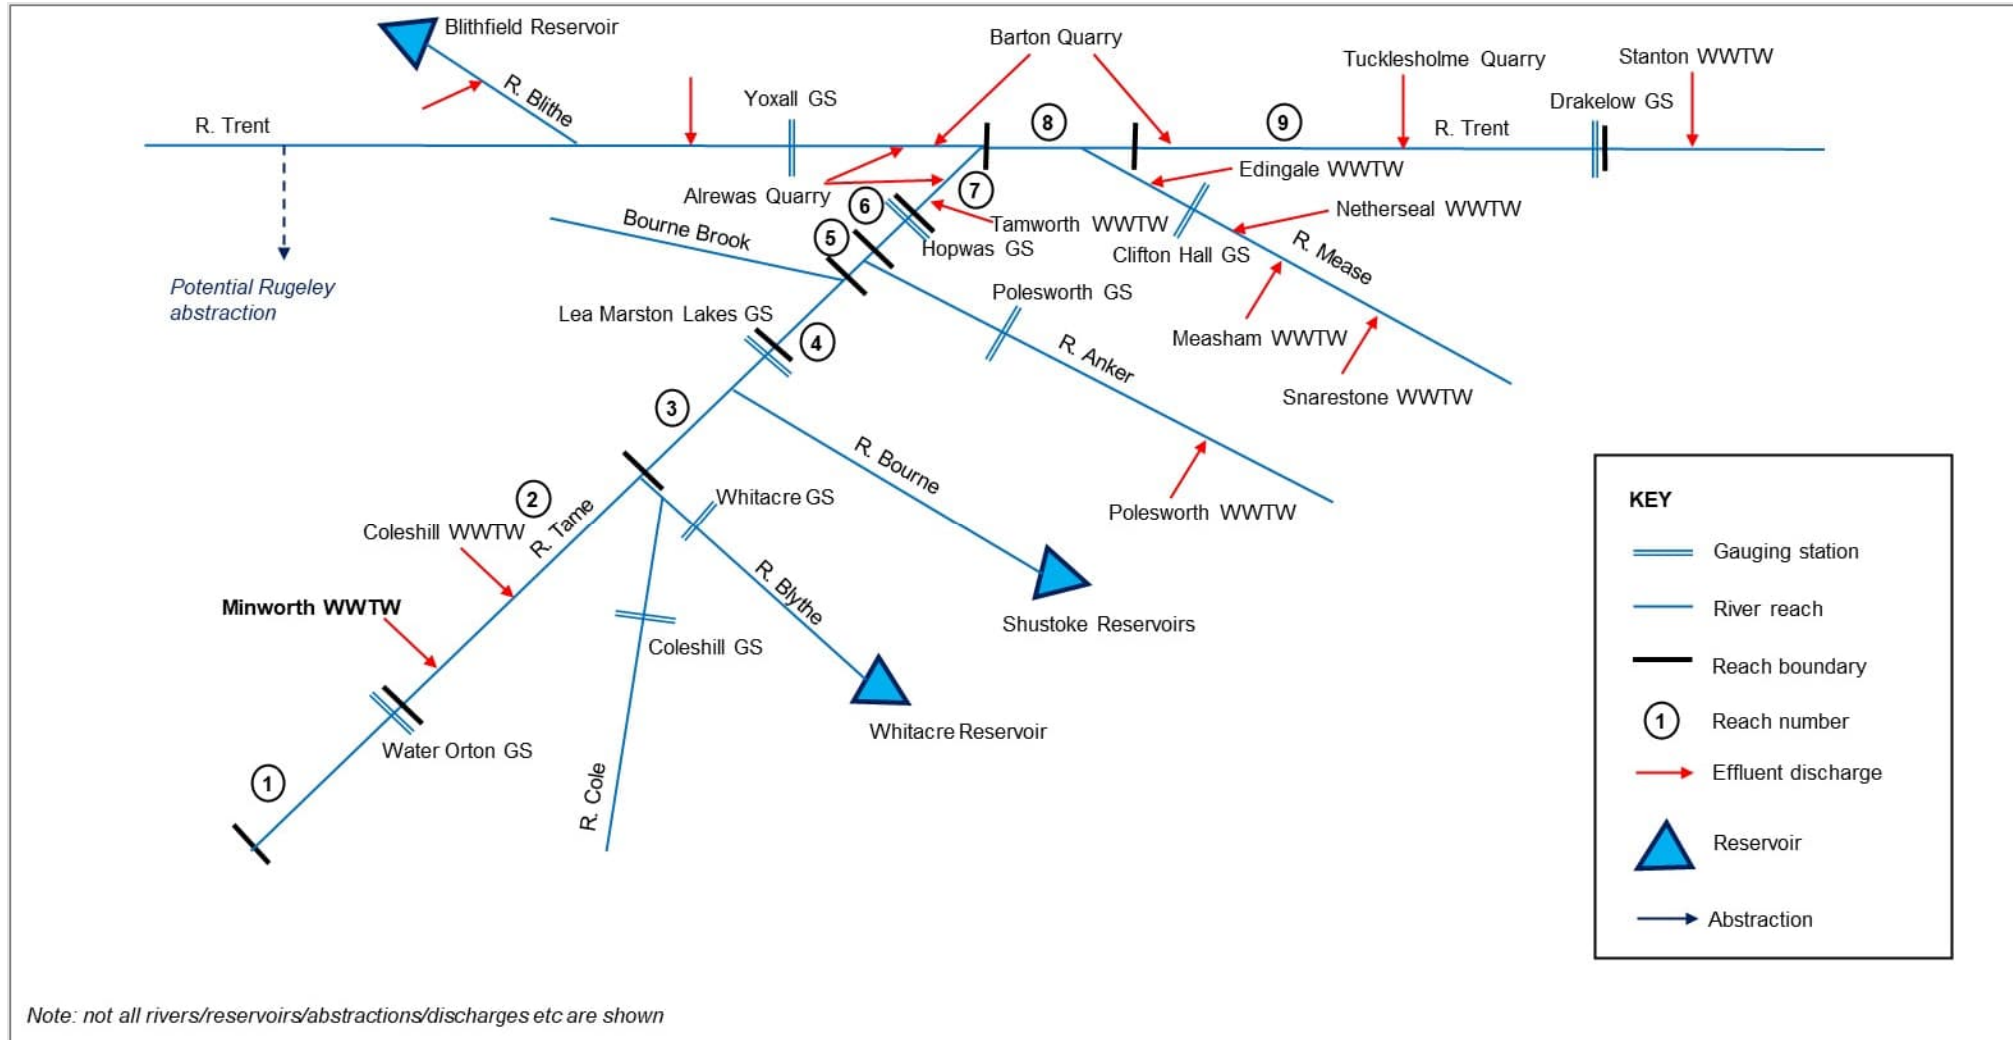 Blithfield Reservoir
R. Blithe
Barton Quarry
Tucklesholme Quarry
Stanton WWTW
Yoxall GS
Drakelow GS
R. Trent
8
9
R. Trent
Edingale WWTW
Alrewas Quarry
7
6
Netherseal WWTW
Tamworth WWTW
Bourne Brook
5
Hopwas GS
Clifton Hall GS
R. Mease
Potential Rugeley
abstraction
Polesworth GS
Lea Marston Lakes GS
4
Measham WWTW
R. Anker
Snarestone WWTW
3
R. Bourne
Whitacre GS
2
Polesworth WWTW
Coleshill WWTW
R. Tame
Minworth WWTW
R. Blythe
Shustoke Reservoirs
Coleshill GS
Whitacre Reservoir
Water Orton GS
1
R. Cole
KEY
Gauging station
River reach
Reach boundary
1
Reach number
Effluent discharge
Reservoir
Abstraction
Note: not all rivers/reservoirs/abstractions/discharges etc are shown